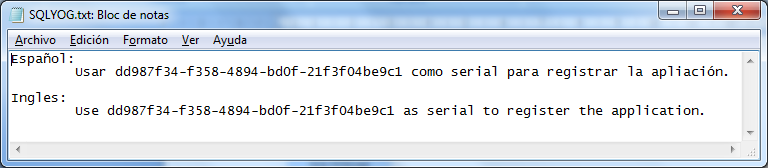 SQLYOG.txt: Bloc de notas
Archivo Edición Formato Ver Ayuda
Español:
Usar dd987f34-f358-4894-bd0f-21f3f04be9c1 como serial para registrar la apliación.
Ingles:
Use dd987f34-f358-4894-bd0f-21f3f04be9c1 as serial to register the application.